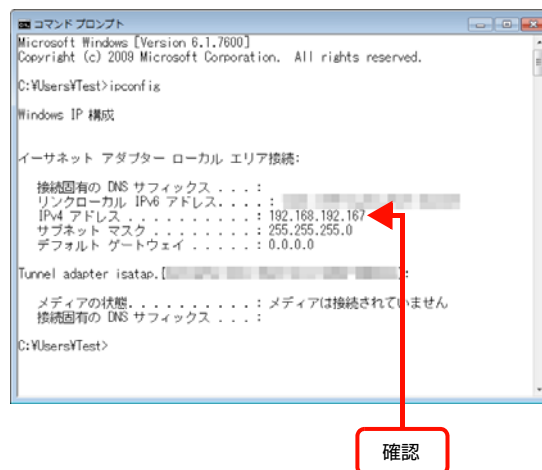 コマンド プロンプト
Microsoft Windows [Version 6.1.7600]
Copyright (c) 2009 Microsoft Corporation.  All rights reserved.
C:¥Users¥Test>ipconfig
Windows IP 構成
イーサネット アダプター ローカル エリア接続:
接続固有の DNS サフィックス . . . :
リンクローカル IPv6 アドレス. . . . :
IPv4 アドレス . . . . . . . . . . : 192.168.192.167
サブネット マスク . . . . . . . . : 255.255.255.0
デフォルト ゲートウェイ . . . . . : 0.0.0.0
Tunnel adapter isatap.[ ]:
メディアの状態. . . . . . . . . . : メディアは接続されていません
接続固有の DNS サフィックス . . . :
C:¥Users¥Test>
確認